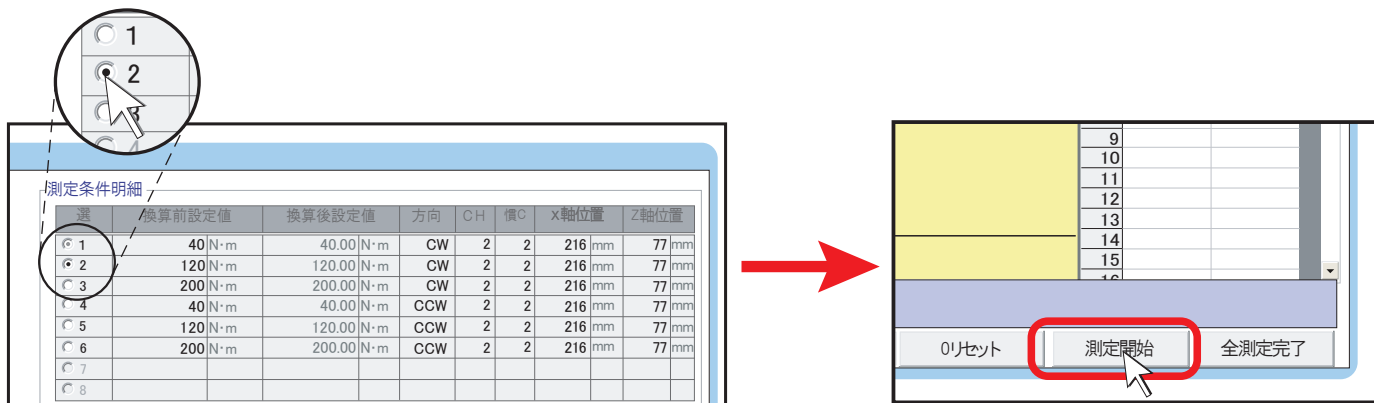 1
2
3
4
測定条件明細
選 換算前設定値 換算後設定値 方向 CH 慣C X軸位置 Z軸位置
1 40 N・m 40.00 N・m CW 2 2 216 mm 77 mm
2 120 N・m 120.00 N・m CW 2 2 216 mm 77 mm
3 200 N・m 200.00 N・m CW 2 2 216 mm 77 mm
4 40 N・m 40.00 N・m CCW 2 2 216 mm 77 mm
5 120 N・m 120.00 N・m CCW 2 2 216 mm 77 mm
6 200 N・m 200.00 N・m CCW 2 2 216 mm 77 mm
7
8
9
10
11
12
13
14
15
16
0リセット 測定開始 全測定完了